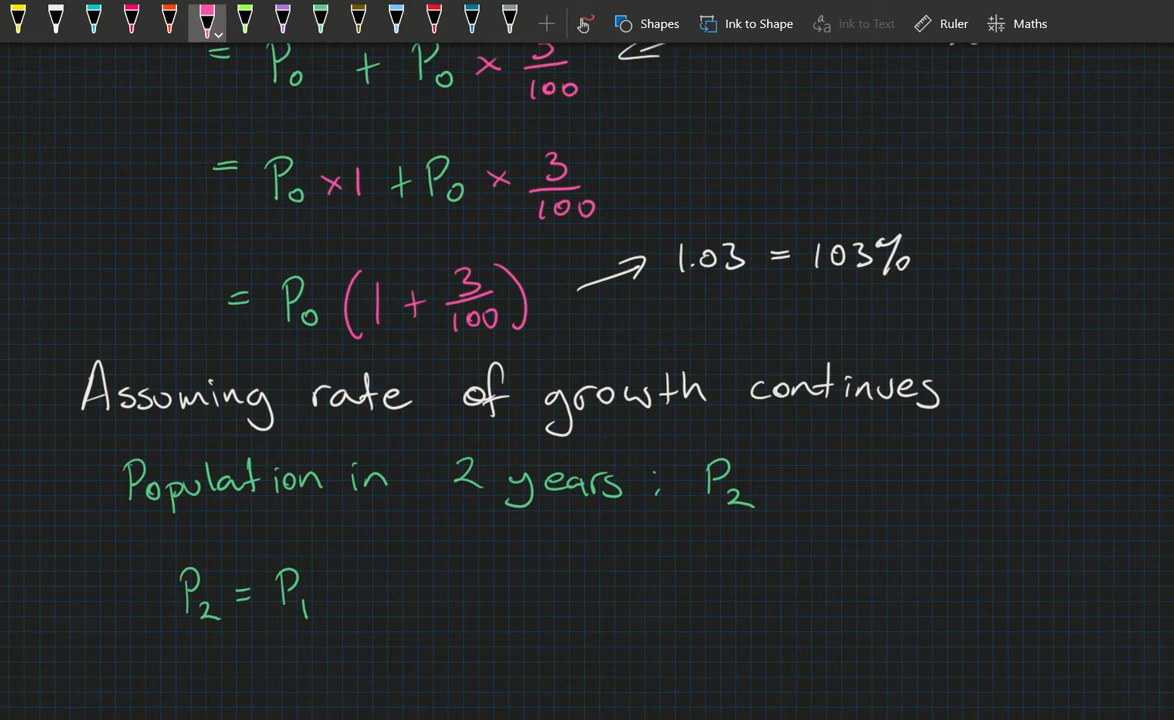 Shapes Ink to Shape Ink to Text Ruler Maths
= P₀ + P₀ × 3/100
= P₀ × 1 + P₀ × 3/100
= P₀ (1 + 3/100) → 1.03 = 103%
Assuming rate of growth continues
Population in 2 years : P₂
P₂ = P₁